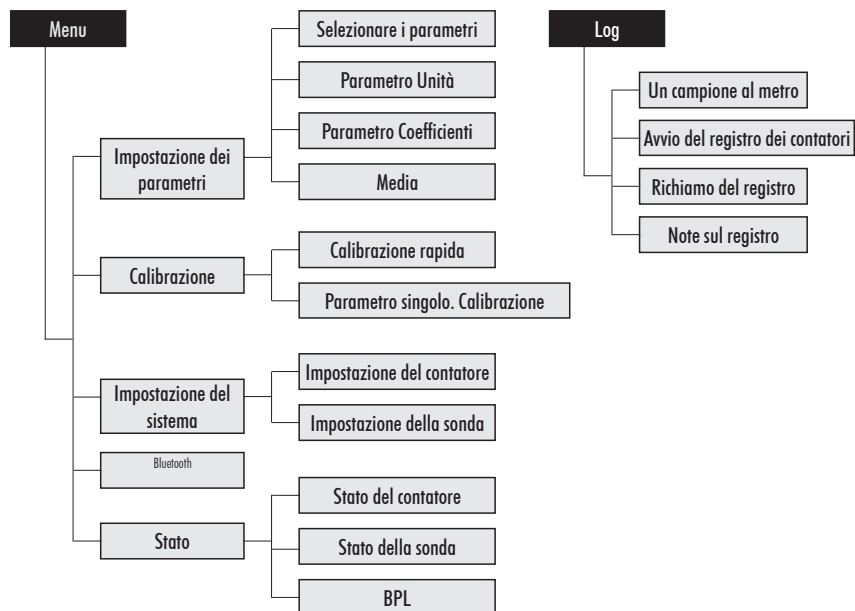 Menu
Impostazione dei
parametri
Selezionare i parametri
Parametro Unità
Parametro Coefficienti
Media
Calibrazione
Calibrazione rapida
Parametro singolo. Calibrazione
Impostazione del
sistema
Impostazione del contatore
Impostazione della sonda
Bluetooth
Stato
Stato del contatore
Stato della sonda
BPL
Log
Un campione al metro
Avvio del registro dei contatori
Richiamo del registro
Note sul registro